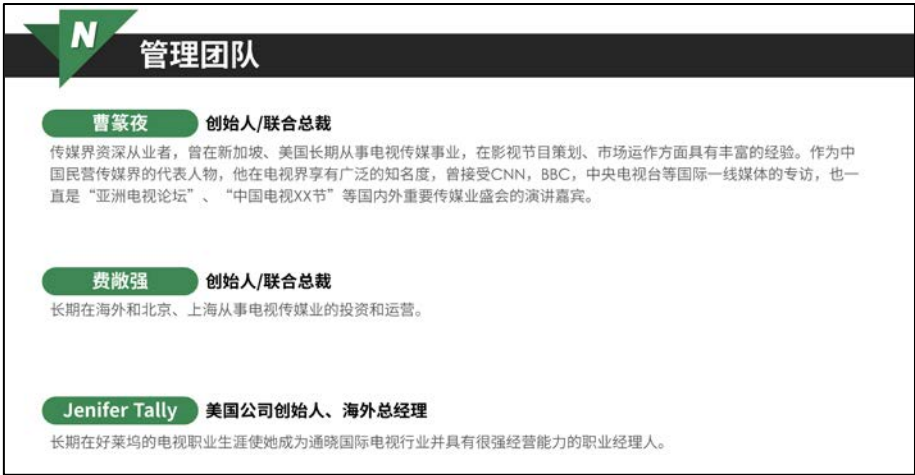 N
管理团队
曹篆夜 创始人/联合总裁
传媒界资深从业者，曾在新加坡、美国长期从事电视传媒事业，在影视节目策划、市场运作方面具有丰富的经验。作为中
国民营传媒界的代表人物，他在电视界享有广泛的知名度，曾接受CNN，BBC，中央电视台等国际一线媒体的专访，也一
直是“亚洲电视论坛”、“中国电视XX节”等国内外重要传媒业盛会的演讲嘉宾。
费敞强 创始人/联合总裁
长期在海外和北京、上海从事电视传媒业的投资和运营。
Jenifer Tally 美国公司创始人、海外总经理
长期在好莱坞的电视职业生涯使她成为通晓国际电视行业并具有很强经营能力的职业经理人。